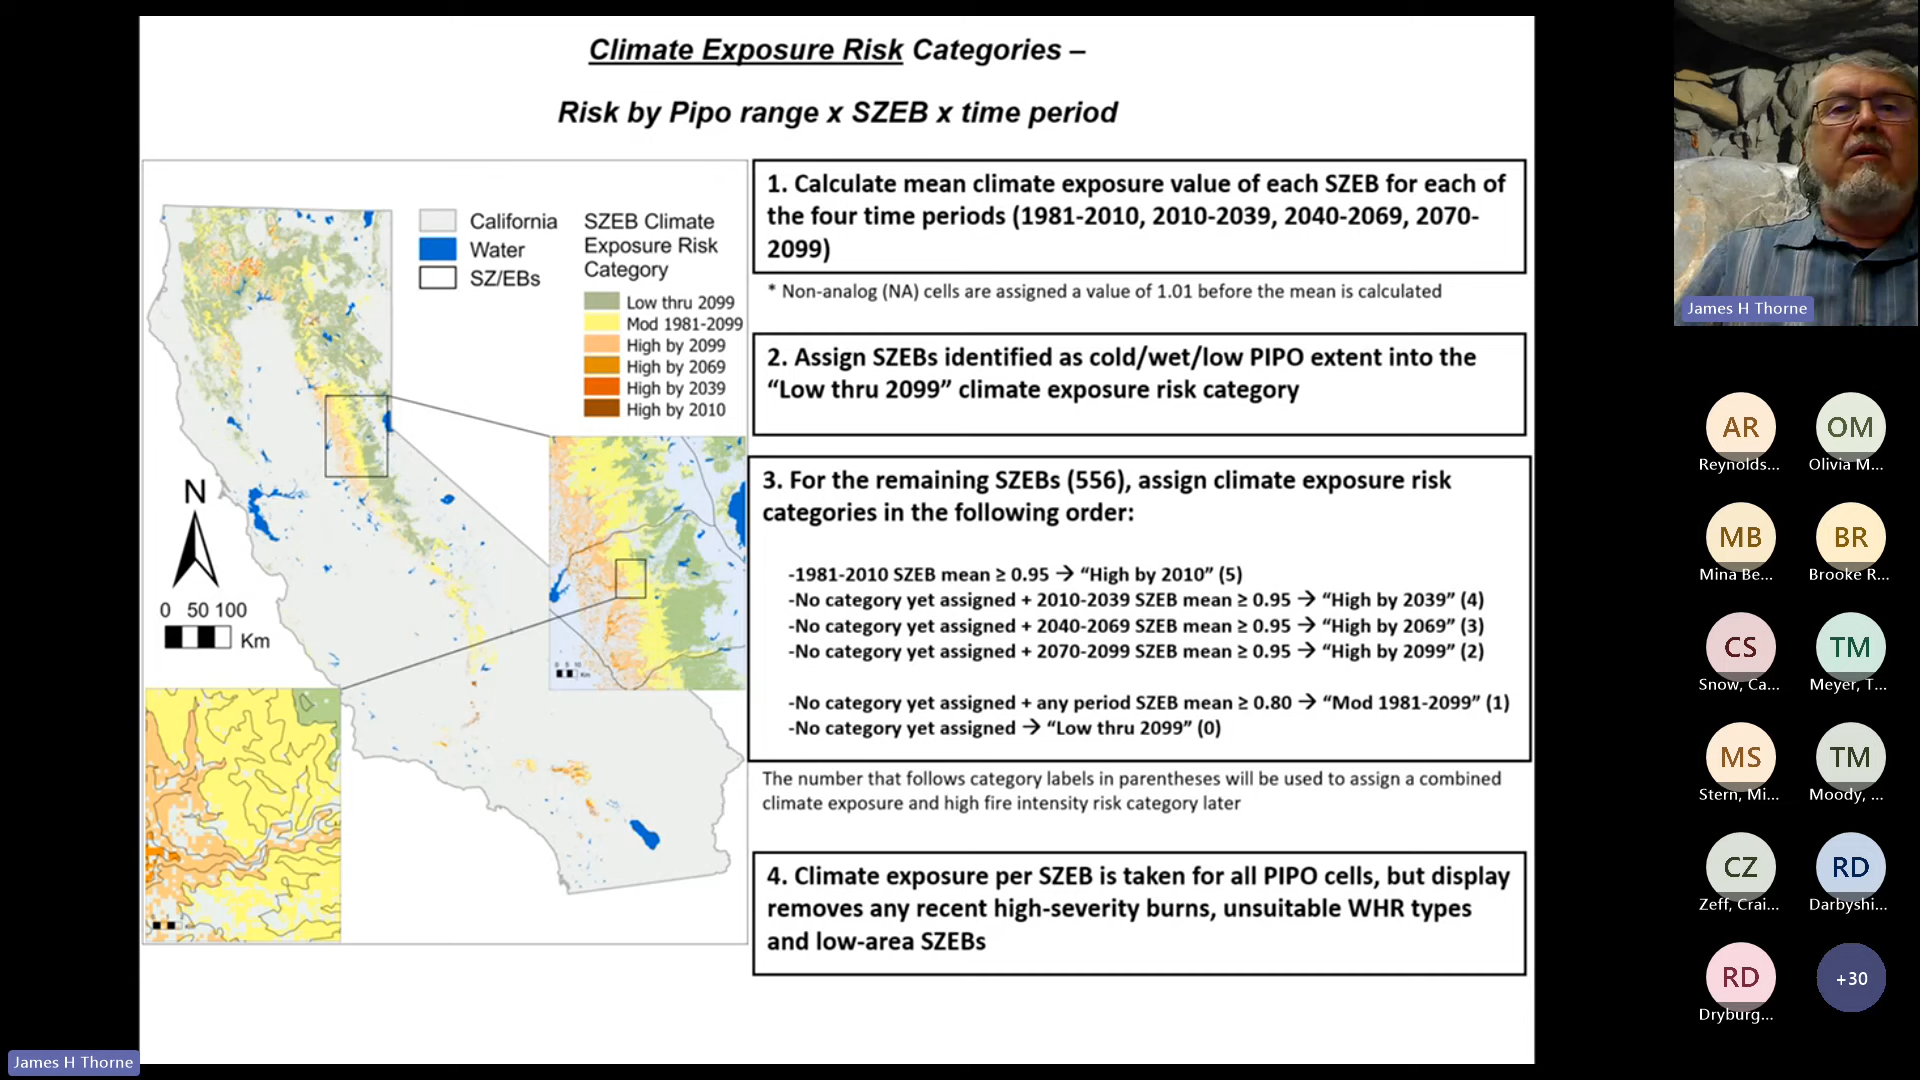 Climate Exposure Risk Categories –
Risk by Pipo range x SZEB x time period
California
Water
SZ/EBs
SZEB Climate
Exposure Risk
Category
Low thru 2099
Mod 1981-2099
High by 2099
High by 2069
High by 2039
High by 2010
N
0 50 100
Km
1. Calculate mean climate exposure value of each SZEB for each of
the four time periods (1981-2010, 2010-2039, 2040-2069, 2070-
2099)
* Non-analog (NA) cells are assigned a value of 1.01 before the mean is calculated
2. Assign SZEBs identified as cold/wet/low PIPO extent into the
“Low thru 2099” climate exposure risk category
3. For the remaining SZEBs (556), assign climate exposure risk
categories in the following order:
-1981-2010 SZEB mean ≥ 0.95 → “High by 2010” (5)
-No category yet assigned + 2010-2039 SZEB mean ≥ 0.95 → “High by 2039” (4)
-No category yet assigned + 2040-2069 SZEB mean ≥ 0.95 → “High by 2069” (3)
-No category yet assigned + 2070-2099 SZEB mean ≥ 0.95 → “High by 2099” (2)
-No category yet assigned + any period SZEB mean ≥ 0.80 → “Mod 1981-2099” (1)
-No category yet assigned → “Low thru 2099” (0)
The number that follows category labels in parentheses will be used to assign a combined
climate exposure and high fire intensity risk category later
4. Climate exposure per SZEB is taken for all PIPO cells, but display
removes any recent high-severity burns, unsuitable WHR types
and low-area SZEBs
James H Thorne
AR
Reynolds...
OM
Olivia M...
MB
Mina Be...
BR
Brooke R...
CS
Snow, Ca...
TM
Meyer, T...
MS
Stern, Mi...
TM
Moody, ...
CZ
Zeff, Crai...
RD
Darbyshi...
RD
Dryburg...
+30
James H Thorne